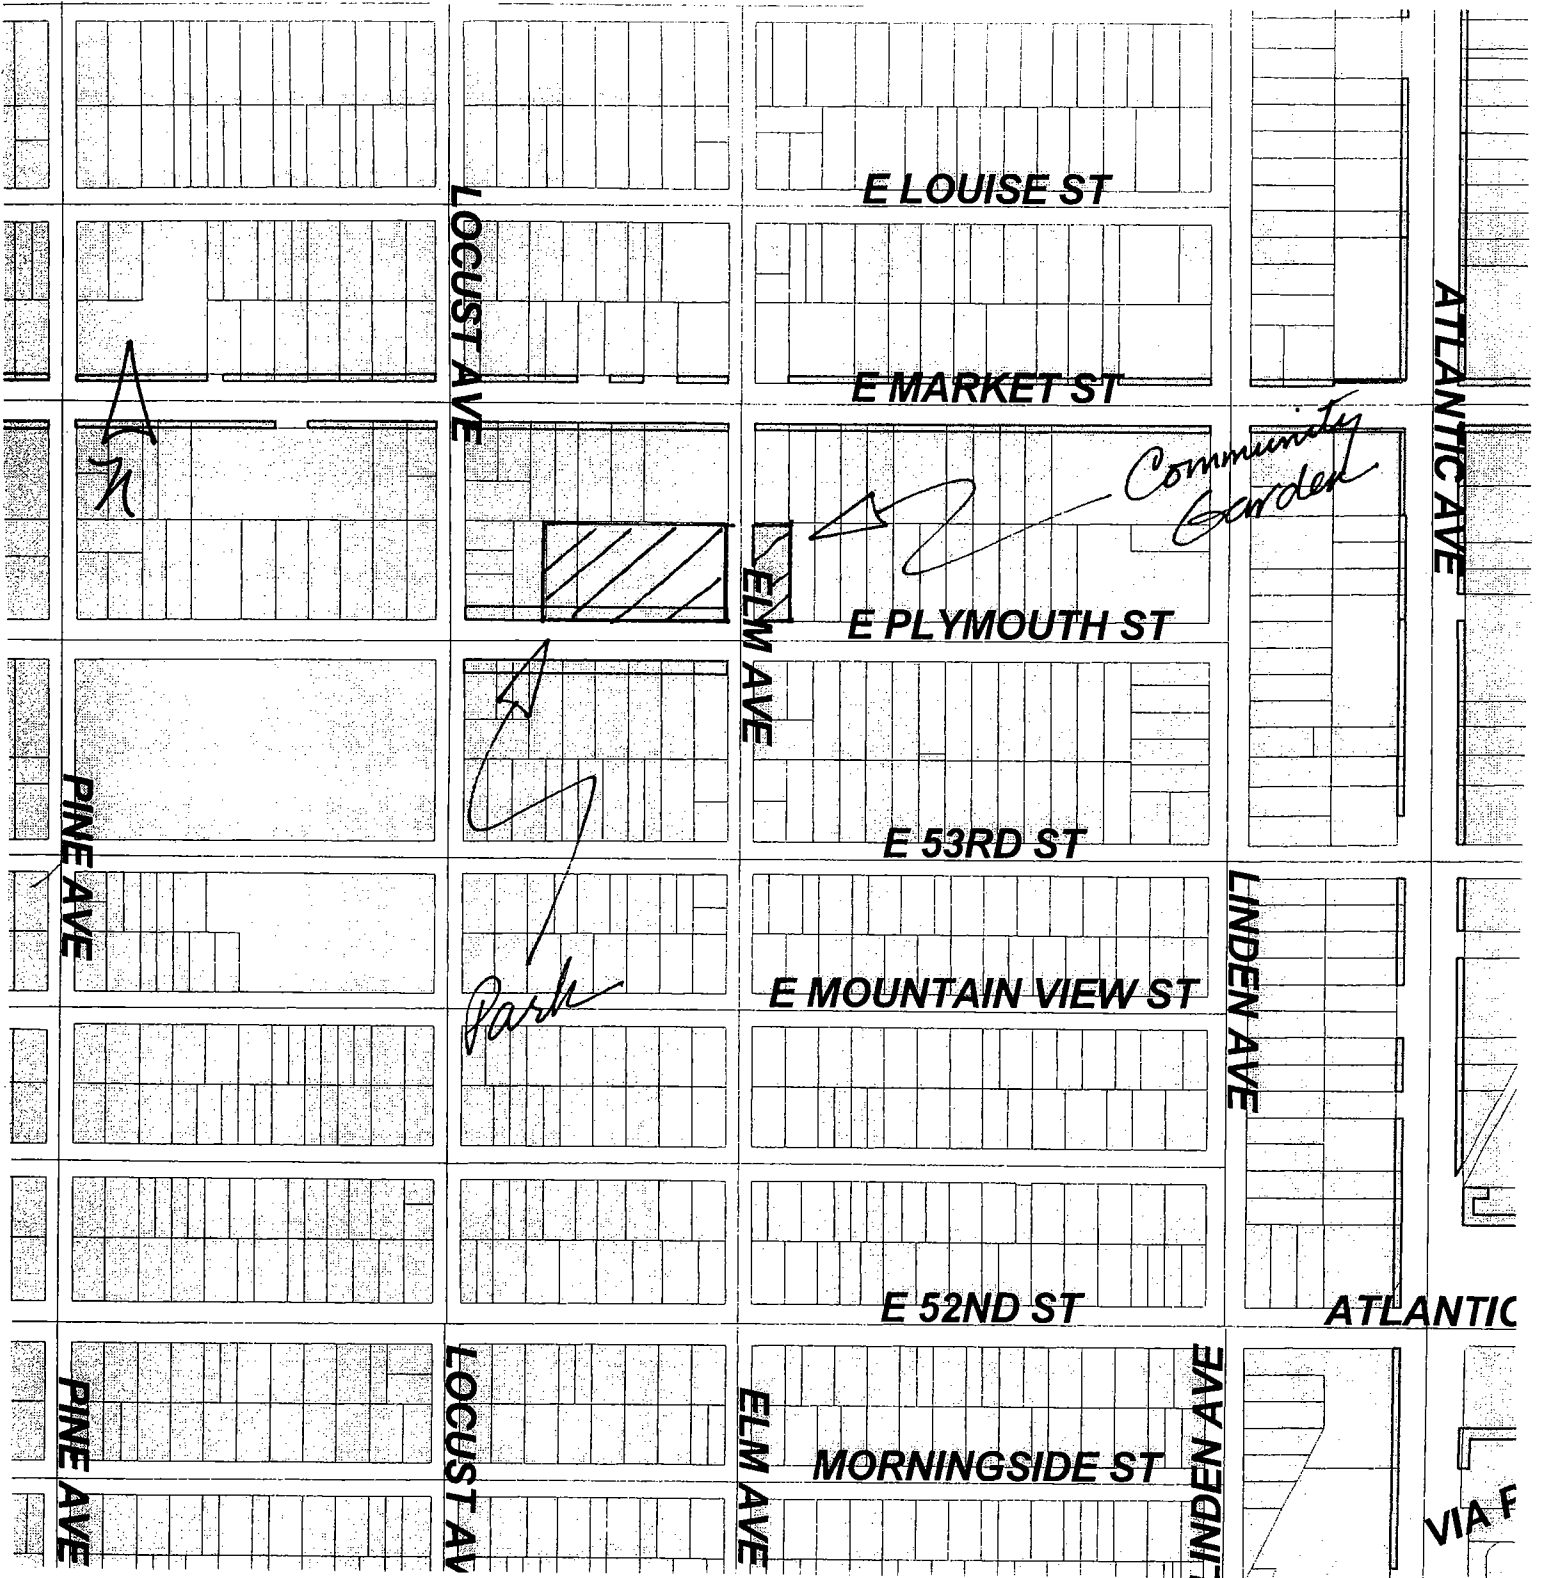 E LOUISE ST
LOCUST AVE
ATLANTIC AVE
E MARKET ST
Community
Garden
n
ELM AVE
E PLYMOUTH ST
PINE AVE
E 53RD ST
LINDEN AVE
E MOUNTAIN VIEW ST
Park
E 52ND ST
ATLANTIC
PINE AVE
LOCUST AV
ELM AVE
LINDEN AVE
MORNINGSIDE ST
VIA